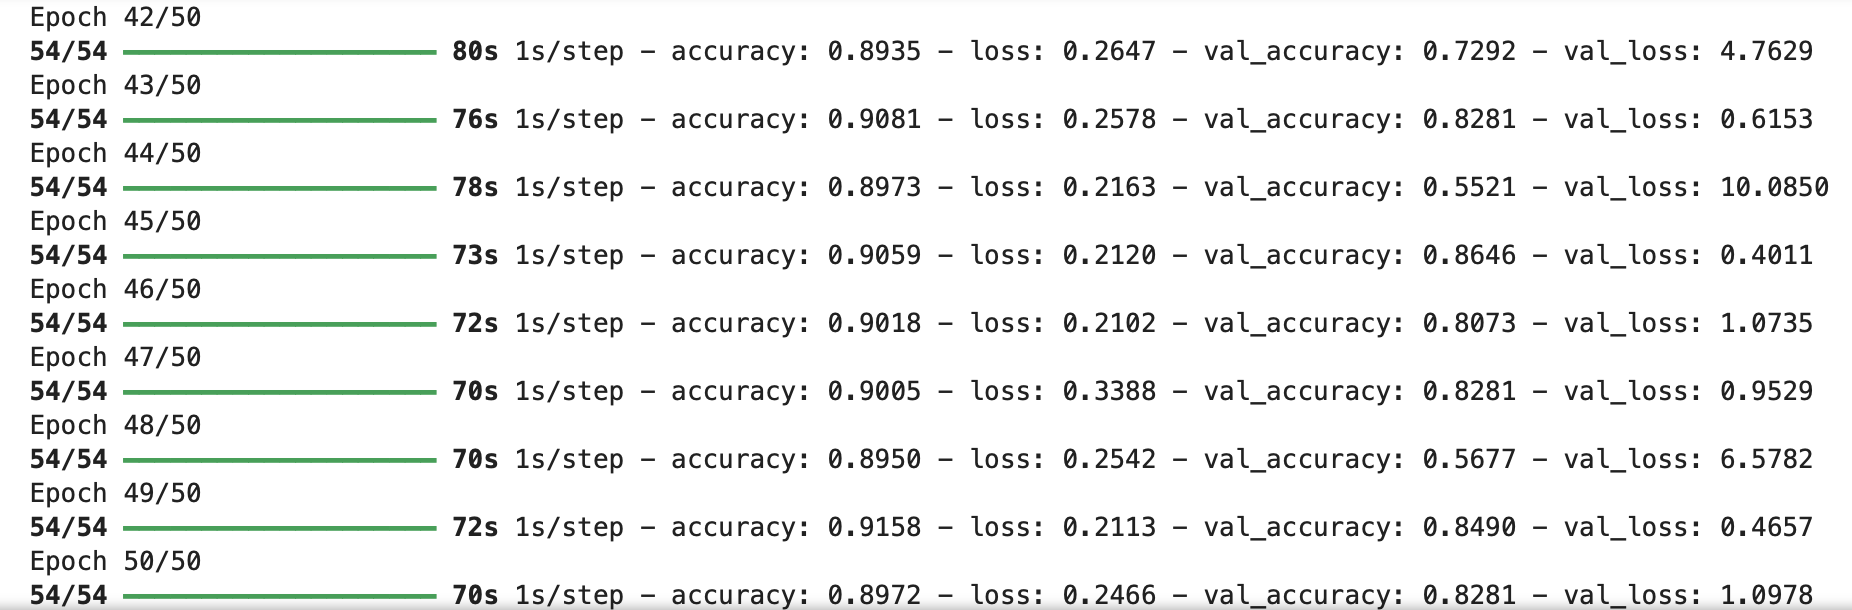 Epoch 42/50
54/54 ━━━━━━━━━━━━━━━━━━━━ 80s 1s/step - accuracy: 0.8935 - loss: 0.2647 - val_accuracy: 0.7292 - val_loss: 4.7629
Epoch 43/50
54/54 ━━━━━━━━━━━━━━━━━━━━ 76s 1s/step - accuracy: 0.9081 - loss: 0.2578 - val_accuracy: 0.8281 - val_loss: 0.6153
Epoch 44/50
54/54 ━━━━━━━━━━━━━━━━━━━━ 78s 1s/step - accuracy: 0.8973 - loss: 0.2163 - val_accuracy: 0.5521 - val_loss: 10.0850
Epoch 45/50
54/54 ━━━━━━━━━━━━━━━━━━━━ 73s 1s/step - accuracy: 0.9059 - loss: 0.2120 - val_accuracy: 0.8646 - val_loss: 0.4011
Epoch 46/50
54/54 ━━━━━━━━━━━━━━━━━━━━ 72s 1s/step - accuracy: 0.9018 - loss: 0.2102 - val_accuracy: 0.8073 - val_loss: 1.0735
Epoch 47/50
54/54 ━━━━━━━━━━━━━━━━━━━━ 70s 1s/step - accuracy: 0.9005 - loss: 0.3388 - val_accuracy: 0.8281 - val_loss: 0.9529
Epoch 48/50
54/54 ━━━━━━━━━━━━━━━━━━━━ 70s 1s/step - accuracy: 0.8950 - loss: 0.2542 - val_accuracy: 0.5677 - val_loss: 6.5782
Epoch 49/50
54/54 ━━━━━━━━━━━━━━━━━━━━ 72s 1s/step - accuracy: 0.9158 - loss: 0.2113 - val_accuracy: 0.8490 - val_loss: 0.4657
Epoch 50/50
54/54 ━━━━━━━━━━━━━━━━━━━━ 70s 1s/step - accuracy: 0.8972 - loss: 0.2466 - val_accuracy: 0.8281 - val_loss: 1.0978